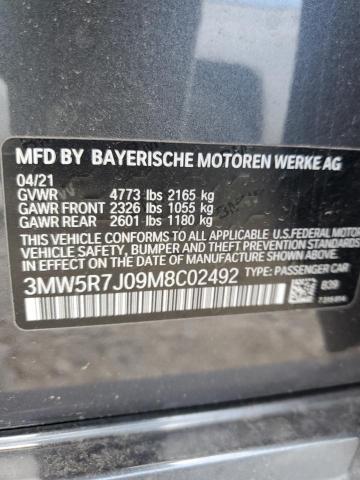 MFD BY BAYERISCHE MOTOREN WERKE AG
04/21
GVWR 4773 lbs 2165 kg
GAWR FRONT 2326 lbs 1055 kg
GAWR REAR 2601 lbs 1180 kg
THIS VEHICLE CONFORMS TO ALL APPLICABLE U.S. FEDERAL MOTOR
VEHICLE SAFETY, BUMPER AND THEFT PREVENTION STANDARDS
IN EFFECT ON THE DATE OF MANUFACTURE SHOWN ABOVE.
3MW5R7J09M8C02492 TYPE: PASSENGER CAR
B39